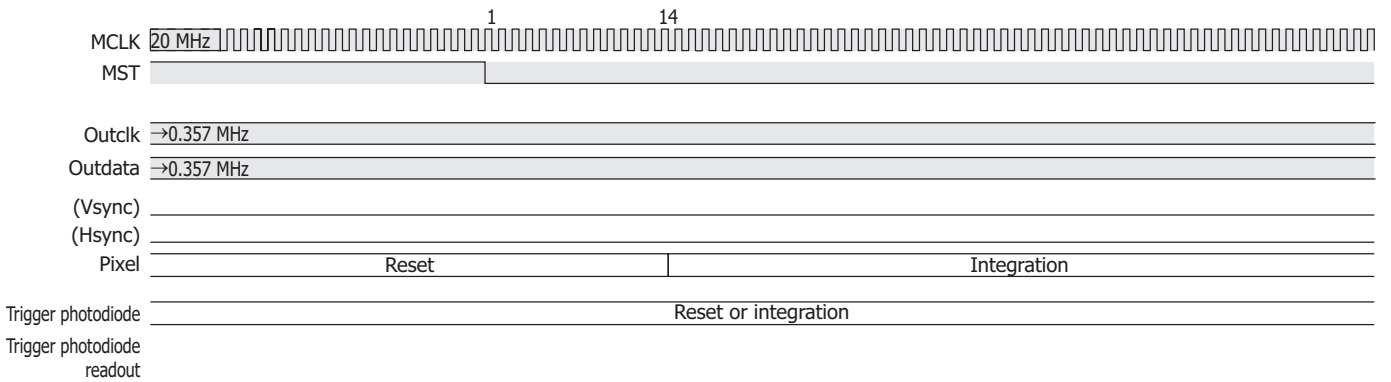 1 14
MCLK 20 MHz
MST
Outclk →0.357 MHz
Outdata →0.357 MHz
(Vsync)
(Hsync)
Pixel Reset Integration
Trigger photodiode Reset or integration
Trigger photodiode
readout